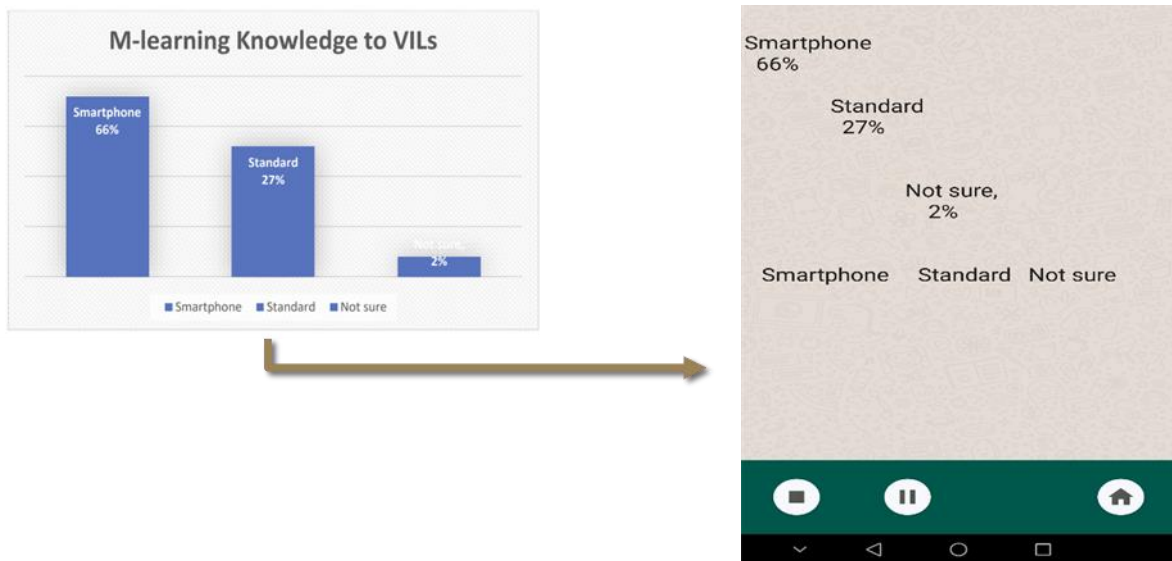 M-learning Knowledge to VILs
Smartphone
66%
Standard
27%
Not sure,
2%
Smartphone Standard Not sure
Smartphone
66%
Standard
27%
Not sure,
2%
Smartphone Standard Not sure